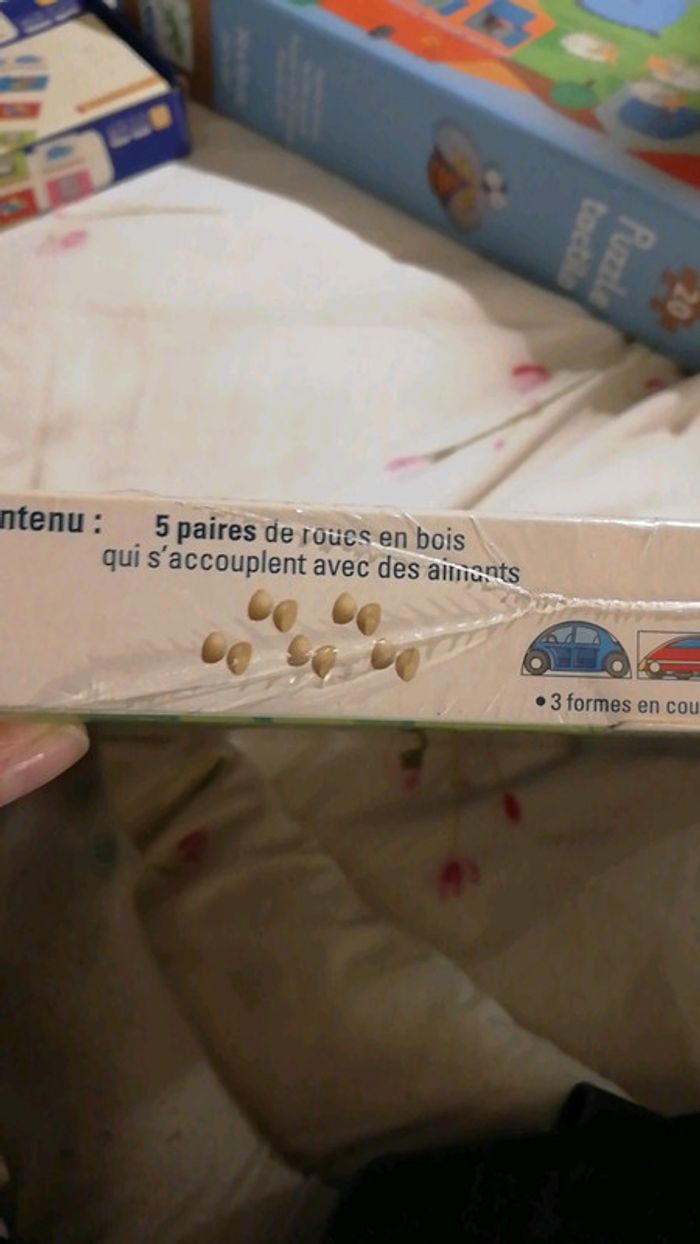 Puzzle
tactile
20
ntenu :
5 paires de roues en bois
qui s'accouplent avec des aimants
• 3 formes en cou